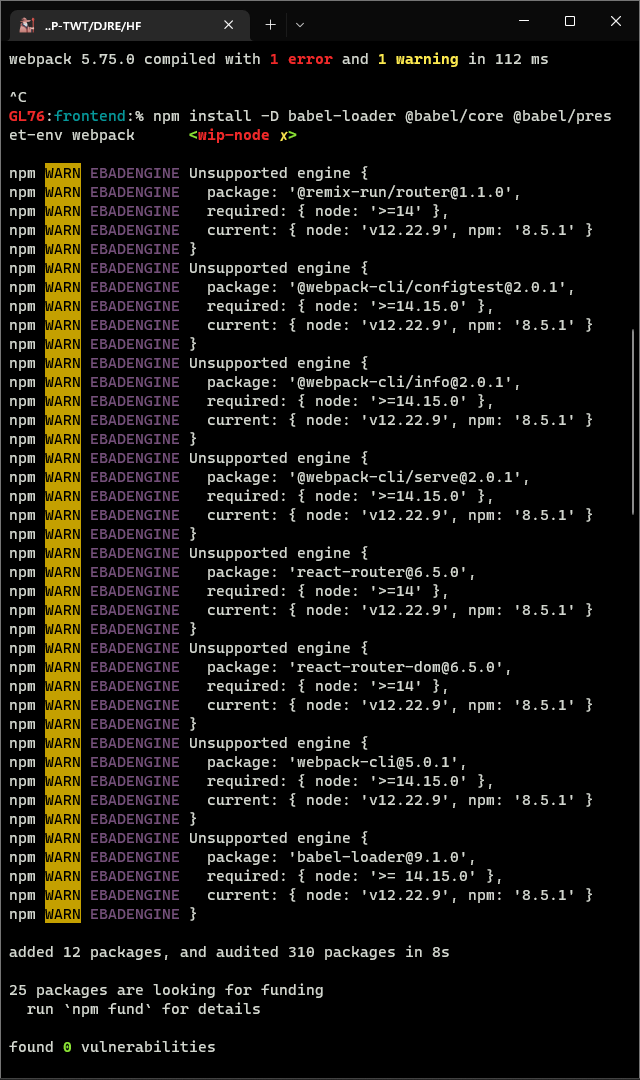 ..P-TWT/DJRE/HF
webpack 5.75.0 compiled with 1 error and 1 warning in 112 ms
^C
GL76:frontend:% npm install -D babel-loader @babel/core @babel/pres
et-env webpack      <wip-node x>
npm WARN EBADENGINE Unsupported engine {
npm WARN EBADENGINE   package: '@remix-run/router@1.1.0',
npm WARN EBADENGINE   required: { node: '>=14' },
npm WARN EBADENGINE   current: { node: 'v12.22.9', npm: '8.5.1' }
npm WARN EBADENGINE }
npm WARN EBADENGINE Unsupported engine {
npm WARN EBADENGINE   package: '@webpack-cli/configtest@2.0.1',
npm WARN EBADENGINE   required: { node: '>=14.15.0' },
npm WARN EBADENGINE   current: { node: 'v12.22.9', npm: '8.5.1' }
npm WARN EBADENGINE }
npm WARN EBADENGINE Unsupported engine {
npm WARN EBADENGINE   package: '@webpack-cli/info@2.0.1',
npm WARN EBADENGINE   required: { node: '>=14.15.0' },
npm WARN EBADENGINE   current: { node: 'v12.22.9', npm: '8.5.1' }
npm WARN EBADENGINE }
npm WARN EBADENGINE Unsupported engine {
npm WARN EBADENGINE   package: '@webpack-cli/serve@2.0.1',
npm WARN EBADENGINE   required: { node: '>=14.15.0' },
npm WARN EBADENGINE   current: { node: 'v12.22.9', npm: '8.5.1' }
npm WARN EBADENGINE }
npm WARN EBADENGINE Unsupported engine {
npm WARN EBADENGINE   package: 'react-router@6.5.0',
npm WARN EBADENGINE   required: { node: '>=14' },
npm WARN EBADENGINE   current: { node: 'v12.22.9', npm: '8.5.1' }
npm WARN EBADENGINE }
npm WARN EBADENGINE Unsupported engine {
npm WARN EBADENGINE   package: 'react-router-dom@6.5.0',
npm WARN EBADENGINE   required: { node: '>=14' },
npm WARN EBADENGINE   current: { node: 'v12.22.9', npm: '8.5.1' }
npm WARN EBADENGINE }
npm WARN EBADENGINE Unsupported engine {
npm WARN EBADENGINE   package: 'webpack-cli@5.0.1',
npm WARN EBADENGINE   required: { node: '>=14.15.0' },
npm WARN EBADENGINE   current: { node: 'v12.22.9', npm: '8.5.1' }
npm WARN EBADENGINE }
npm WARN EBADENGINE Unsupported engine {
npm WARN EBADENGINE   package: 'babel-loader@9.1.0',
npm WARN EBADENGINE   required: { node: '>= 14.15.0' },
npm WARN EBADENGINE   current: { node: 'v12.22.9', npm: '8.5.1' }
npm WARN EBADENGINE }
added 12 packages, and audited 310 packages in 8s
25 packages are looking for funding
  run `npm fund` for details
found 0 vulnerabilities